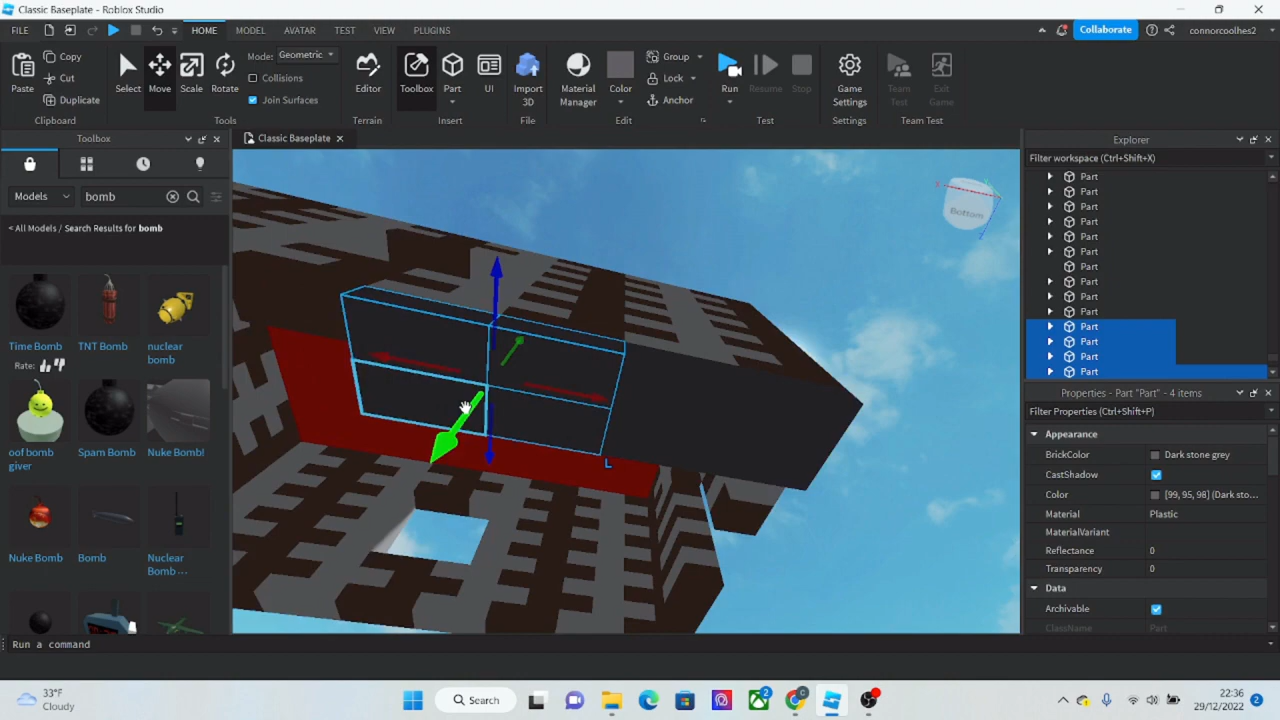 Classic Baseplate - Roblox Studio
FILE HOME MODEL AVATAR TEST VIEW PLUGINS Collaborate connorcoolhes2
Copy Cut Duplicate Paste Select Move Scale Rotate Mode: Geometric Collisions Join Surfaces Editor Toolbox Part UI Import 3D Material Manager Color Group Lock Anchor Run Resume Stop Game Settings Team Test Exit Game
Clipboard Tools Terrain Insert File Edit Test Settings Team Test
Toolbox Classic Baseplate Explorer
Models bomb
< All Models / Search Results for bomb
Time Bomb TNT Bomb nuclear bomb
Rate:
oof bomb giver Spam Bomb Nuke Bomb!
Nuke Bomb Bomb Nuclear Bomb ...
Bottom
L
Filter workspace (Ctrl+Shift+X)
Part
Part
Part
Part
Part
Part
Part
Part
Part
Part
Part
Part
Part
Part
Properties - Part "Part" - 4 items
Filter Properties (Ctrl+Shift+P)
Appearance
BrickColor Dark stone grey
CastShadow
Color [99, 95, 98] (Dark sto...
Material Plastic
MaterialVariant
Reflectance 0
Transparency 0
Data
Archivable
ClassName Part
Run a command
33°F
Cloudy
Search
2
22:36
29/12/2022
2